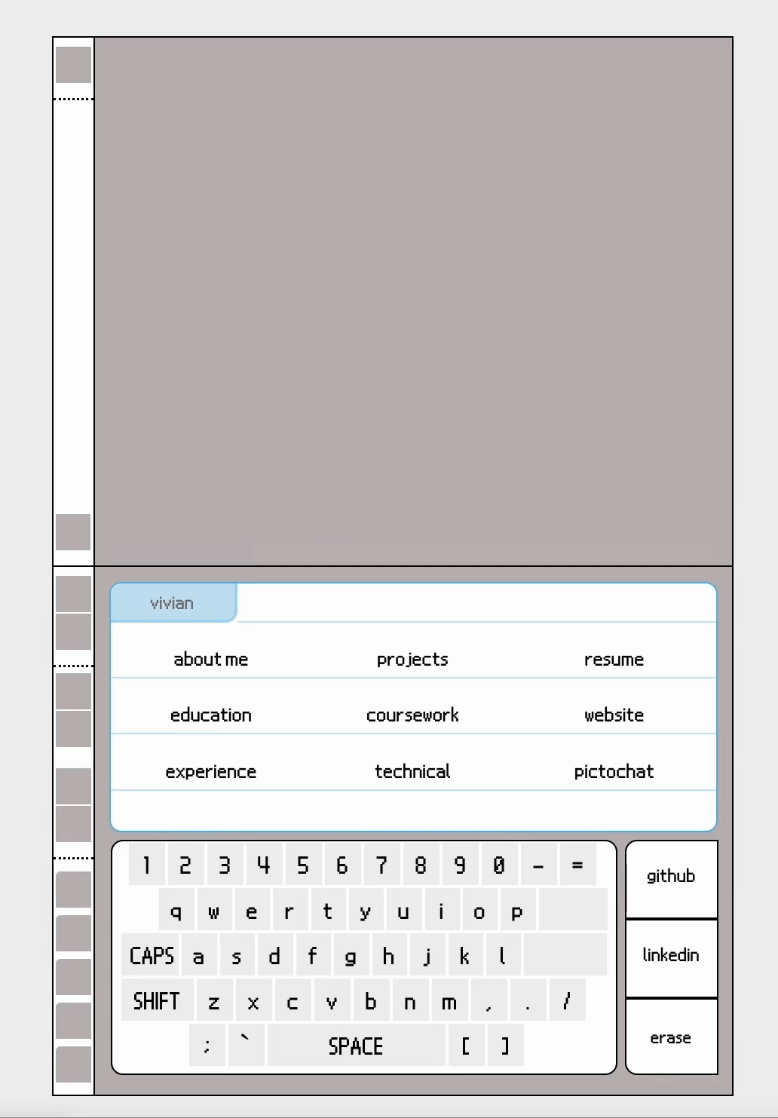 vivian
about me projects resume
education coursework website
experience technical pictochat
1 2 3 4 5 6 7 8 9 0 - =
q w e r t y u i o p
CAPS a s d f g h j k l
SHIFT z x c v b n m , . /
; ` SPACE [ ]
github
linkedin
erase